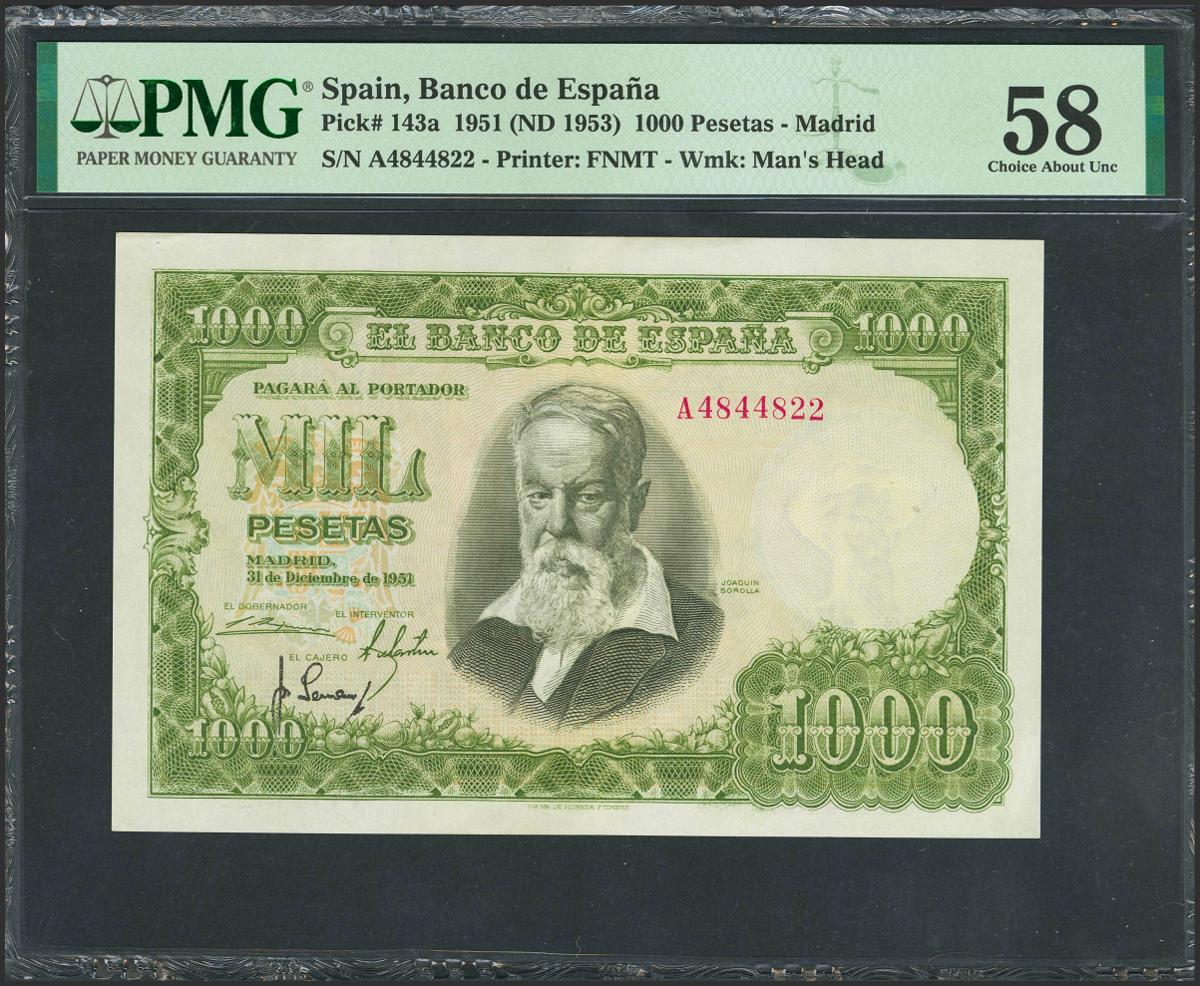 PMG®
PAPER MONEY GUARANTY
Spain, Banco de España
Pick# 143a 1951 (ND 1953) 1000 Pesetas - Madrid
S/N A4844822 - Printer: FNMT - Wmk: Man's Head
58
Choice About Unc
1000 EL BANCO DE ESPAÑA 1000
PAGARÁ AL PORTADOR
A4844822
MIL
PESETAS
MADRID,
31 de Diciembre de 1951
JOAQUIN
SOROLLA
EL GOBERNADOR
EL INTERVENTOR
EL CAJERO
1000
1000